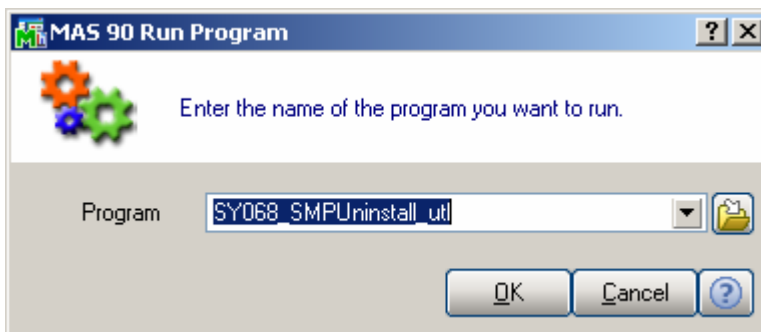 MAS 90 Run Program ?
Enter the name of the program you want to run.
Program SY068_SMPUninstall_utl
OK Cancel ?